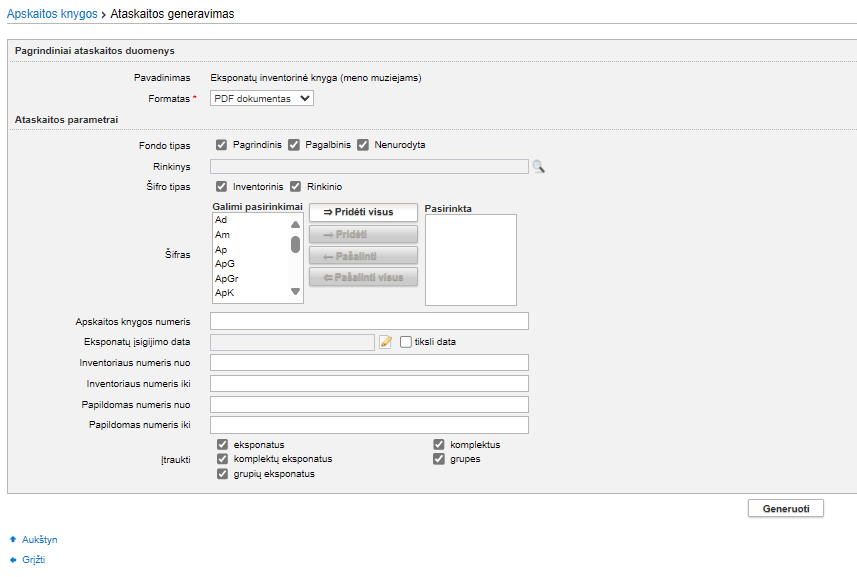 Apskaitos knygos › Ataskaitos generavimas
Pagrindiniai ataskaitos duomenys
Pavadinimas Eksponatų inventorinė knyga (meno muziejams)
Formatas * PDF dokumentas
Ataskaitos parametrai
Fondo tipas Pagrindinis Pagalbinis Nenurodyta
Rinkinys
Šifro tipas Inventorinis Rinkinio
Galimi pasirinkimai ⇒ Pridėti visus Pasirinkta
Ad
Am → Pridėti
Ap
Šifras ← Pašalinti
ApG
ApGr ⇐ Pašalinti visus
ApK
Apskaitos knygos numeris
Eksponatų įsigijimo data tiksli data
Inventoriaus numeris nuo
Inventoriaus numeris iki
Papildomas numeris nuo
Papildomas numeris iki
eksponatus komplektus
Įtraukti komplektų eksponatus grupes
grupių eksponatus
Generuoti
Aukštyn
Grįžti